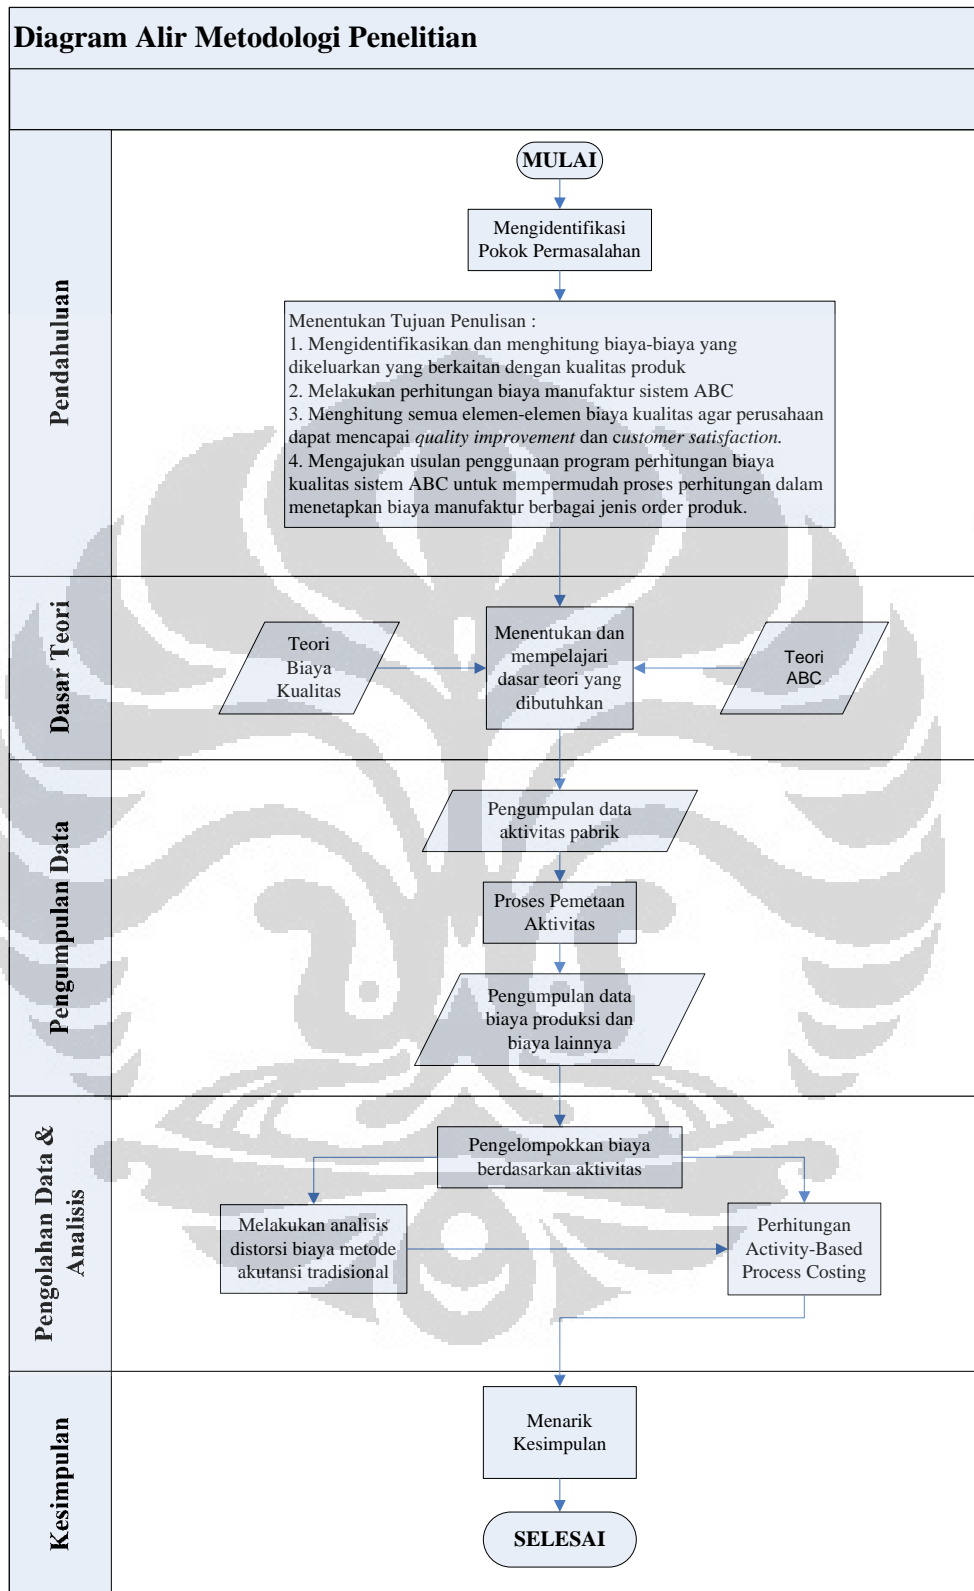 Diagram Alir Metodologi Penelitian
Pendahuluan
MULAI
Mengidentifikasi
Pokok Permasalahan
Menentukan Tujuan Penulisan :
1. Mengidentifikasikan dan menghitung biaya-biaya yang
dikeluarkan yang berkaitan dengan kualitas produk
2. Melakukan perhitungan biaya manufaktur sistem ABC
3. Menghitung semua elemen-elemen biaya kualitas agar perusahaan
dapat mencapai quality improvement dan customer satisfaction.
4. Mengajukan usulan penggunaan program perhitungan biaya
kualitas sistem ABC untuk mempermudah proses perhitungan dalam
menetapkan biaya manufaktur berbagai jenis order produk.
Dasar Teori
Teori
Biaya
Kualitas
Menentukan dan
mempelajari
dasar teori yang
dibutuhkan
Teori
ABC
Pengumpulan Data
Pengumpulan data
aktivitas pabrik
Proses Pemetaan
Aktivitas
Pengumpulan data
biaya produksi dan
biaya lainnya
Pengolahan Data &
Analisis
Pengelompokkan biaya
berdasarkan aktivitas
Melakukan analisis
distorsi biaya metode
akutansi tradisional
Perhitungan
Activity-Based
Process Costing
Kesimpulan
Menarik
Kesimpulan
SELESAI